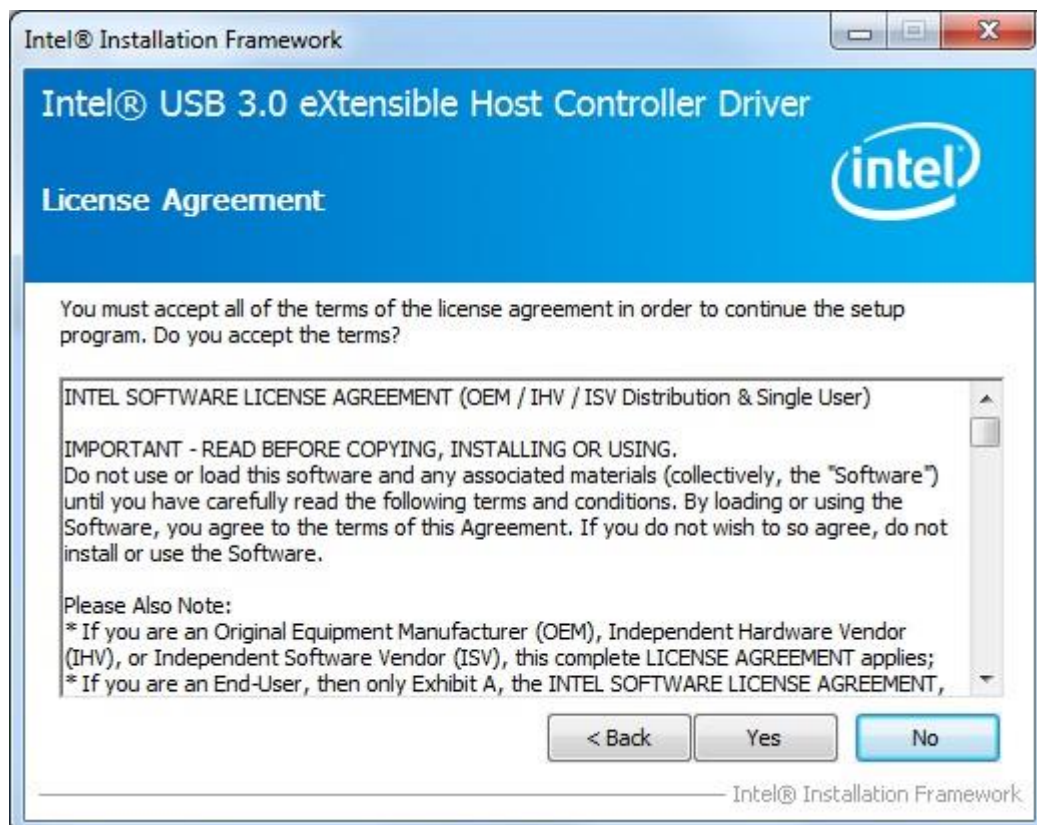 Intel® Installation Framework
Intel® USB 3.0 eXtensible Host Controller Driver
intel
License Agreement
You must accept all of the terms of the license agreement in order to continue the setup
program. Do you accept the terms?
INTEL SOFTWARE LICENSE AGREEMENT (OEM / IHV / ISV Distribution & Single User)
IMPORTANT - READ BEFORE COPYING, INSTALLING OR USING.
Do not use or load this software and any associated materials (collectively, the "Software")
until you have carefully read the following terms and conditions. By loading or using the
Software, you agree to the terms of this Agreement. If you do not wish to so agree, do not
install or use the Software.
Please Also Note:
* If you are an Original Equipment Manufacturer (OEM), Independent Hardware Vendor
(IHV), or Independent Software Vendor (ISV), this complete LICENSE AGREEMENT applies;
* If you are an End-User, then only Exhibit A, the INTEL SOFTWARE LICENSE AGREEMENT,
< Back Yes No
Intel® Installation Framework